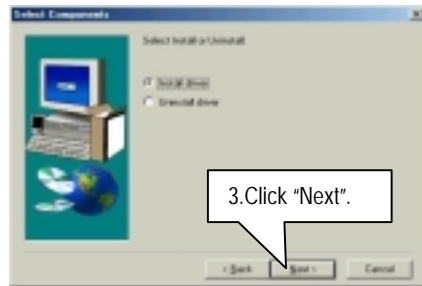 Select Components
Select Install or Uninstall
Install driver
Uninstall driver
3.Click “Next”.
< Back
Next >
Cancel